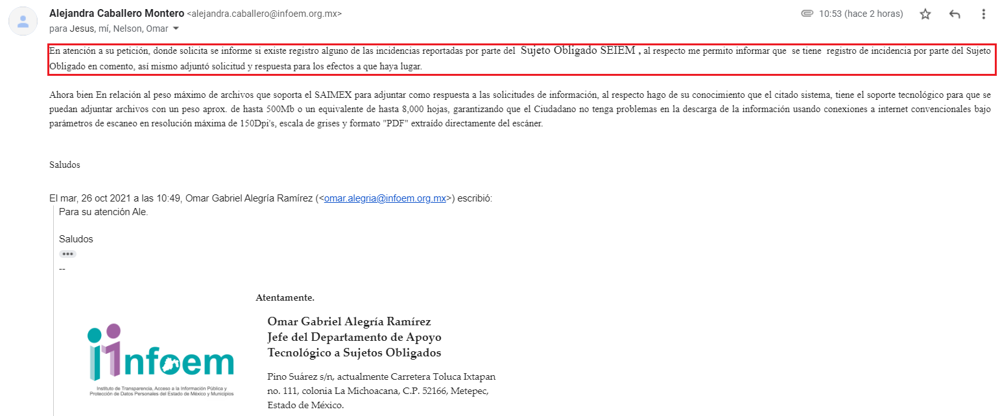 Alejandra Caballero Montero <alejandra.caballero@infoem.org.mx>
10:53 (hace 2 horas)
para Jesus, mí, Nelson, Omar
En atención a su petición, donde solicita se informe si existe registro alguno de las incidencias reportadas por parte del Sujeto Obligado SEIEM , al respecto me permito informar que se tiene registro de incidencia por parte del Sujeto
Obligado en comento, así mismo adjuntó solicitud y respuesta para los efectos a que haya lugar.
Ahora bien En relación al peso máximo de archivos que soporta el SAIMEX para adjuntar como respuesta a las solicitudes de información, al respecto hago de su conocimiento que el citado sistema, tiene el soporte tecnológico para que se
puedan adjuntar archivos con un peso aprox. de hasta 500Mb o un equivalente de hasta 8,000 hojas, garantizando que el Ciudadano no tenga problemas en la descarga de la información usando conexiones a internet convencionales bajo
parámetros de escaneo en resolución máxima de 150Dpi's, escala de grises y formato "PDF" extraído directamente del escáner.
Saludos
El mar, 26 oct 2021 a las 10:49, Omar Gabriel Alegría Ramírez (<omar.alegria@infoem.org.mx>) escribió:
Para su atención Ale.
Saludos
--
Atentamente.
Omar Gabriel Alegría Ramírez
Jefe del Departamento de Apoyo
Tecnológico a Sujetos Obligados
infoem
Instituto de Transparencia, Acceso a la Información Pública y
Protección de Datos Personales del Estado de México y Municipios
Pino Suárez s/n, actualmente Carretera Toluca Ixtapan
no. 111, colonia La Michoacana, C.P. 52166, Metepec,
Estado de México.